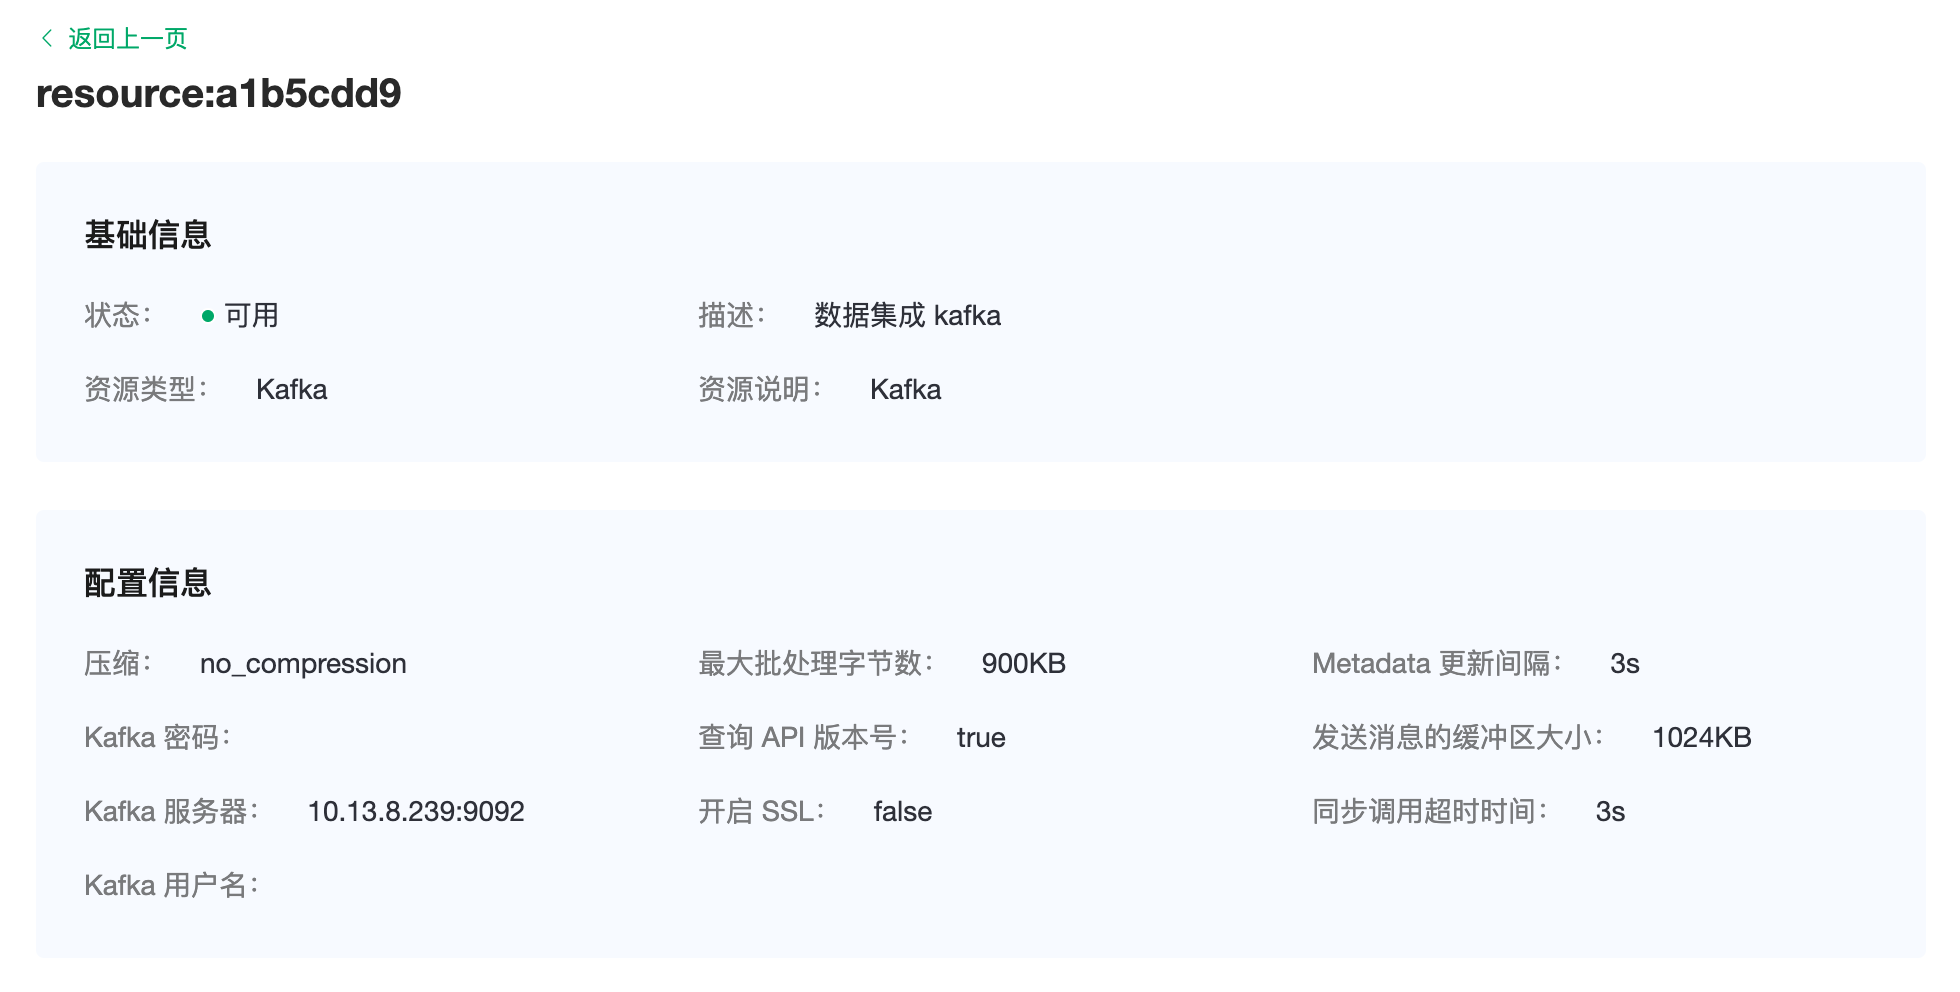 返回上一页
resource:a1b5cdd9
基础信息
状态： 可用 描述： 数据集成 kafka
资源类型： Kafka 资源说明： Kafka
配置信息
压缩： no_compression 最大批处理字节数： 900KB Metadata 更新间隔： 3s
Kafka 密码： 查询 API 版本号： true 发送消息的缓冲区大小： 1024KB
Kafka 服务器： 10.13.8.239:9092 开启 SSL： false 同步调用超时时间： 3s
Kafka 用户名：